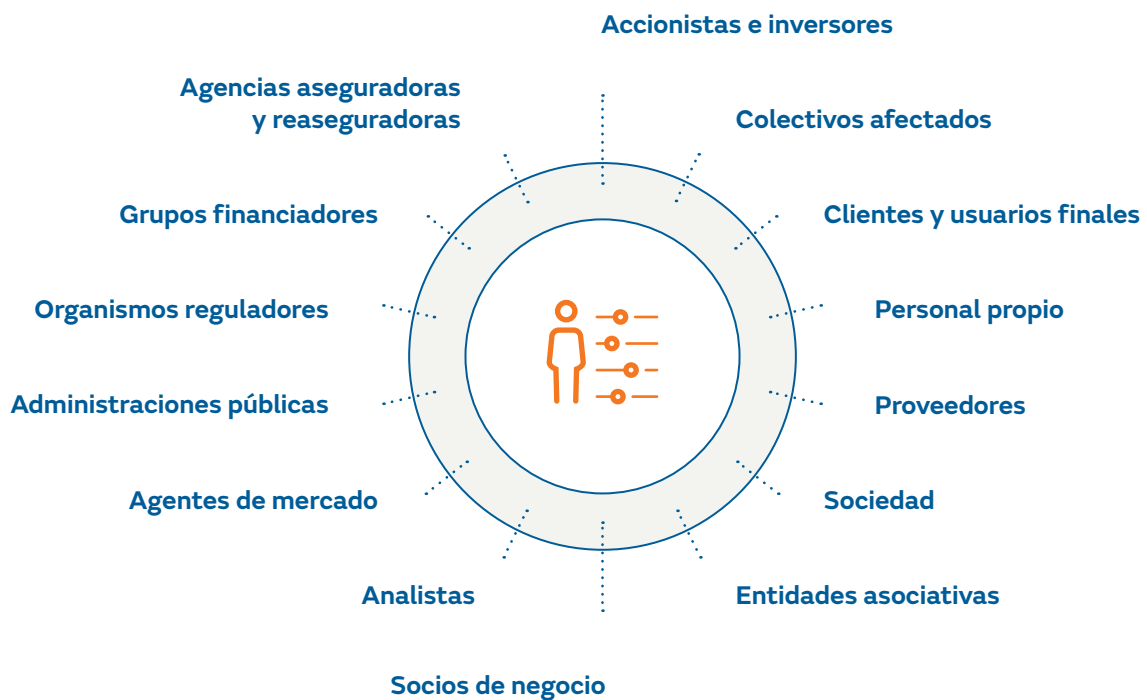 Accionistas e inversores
Agencias aseguradoras
y reaseguradoras
Colectivos afectados
Grupos financiadores
Clientes y usuarios finales
Organismos reguladores
Personal propio
Administraciones públicas
Proveedores
Agentes de mercado
Sociedad
Analistas
Entidades asociativas
Socios de negocio